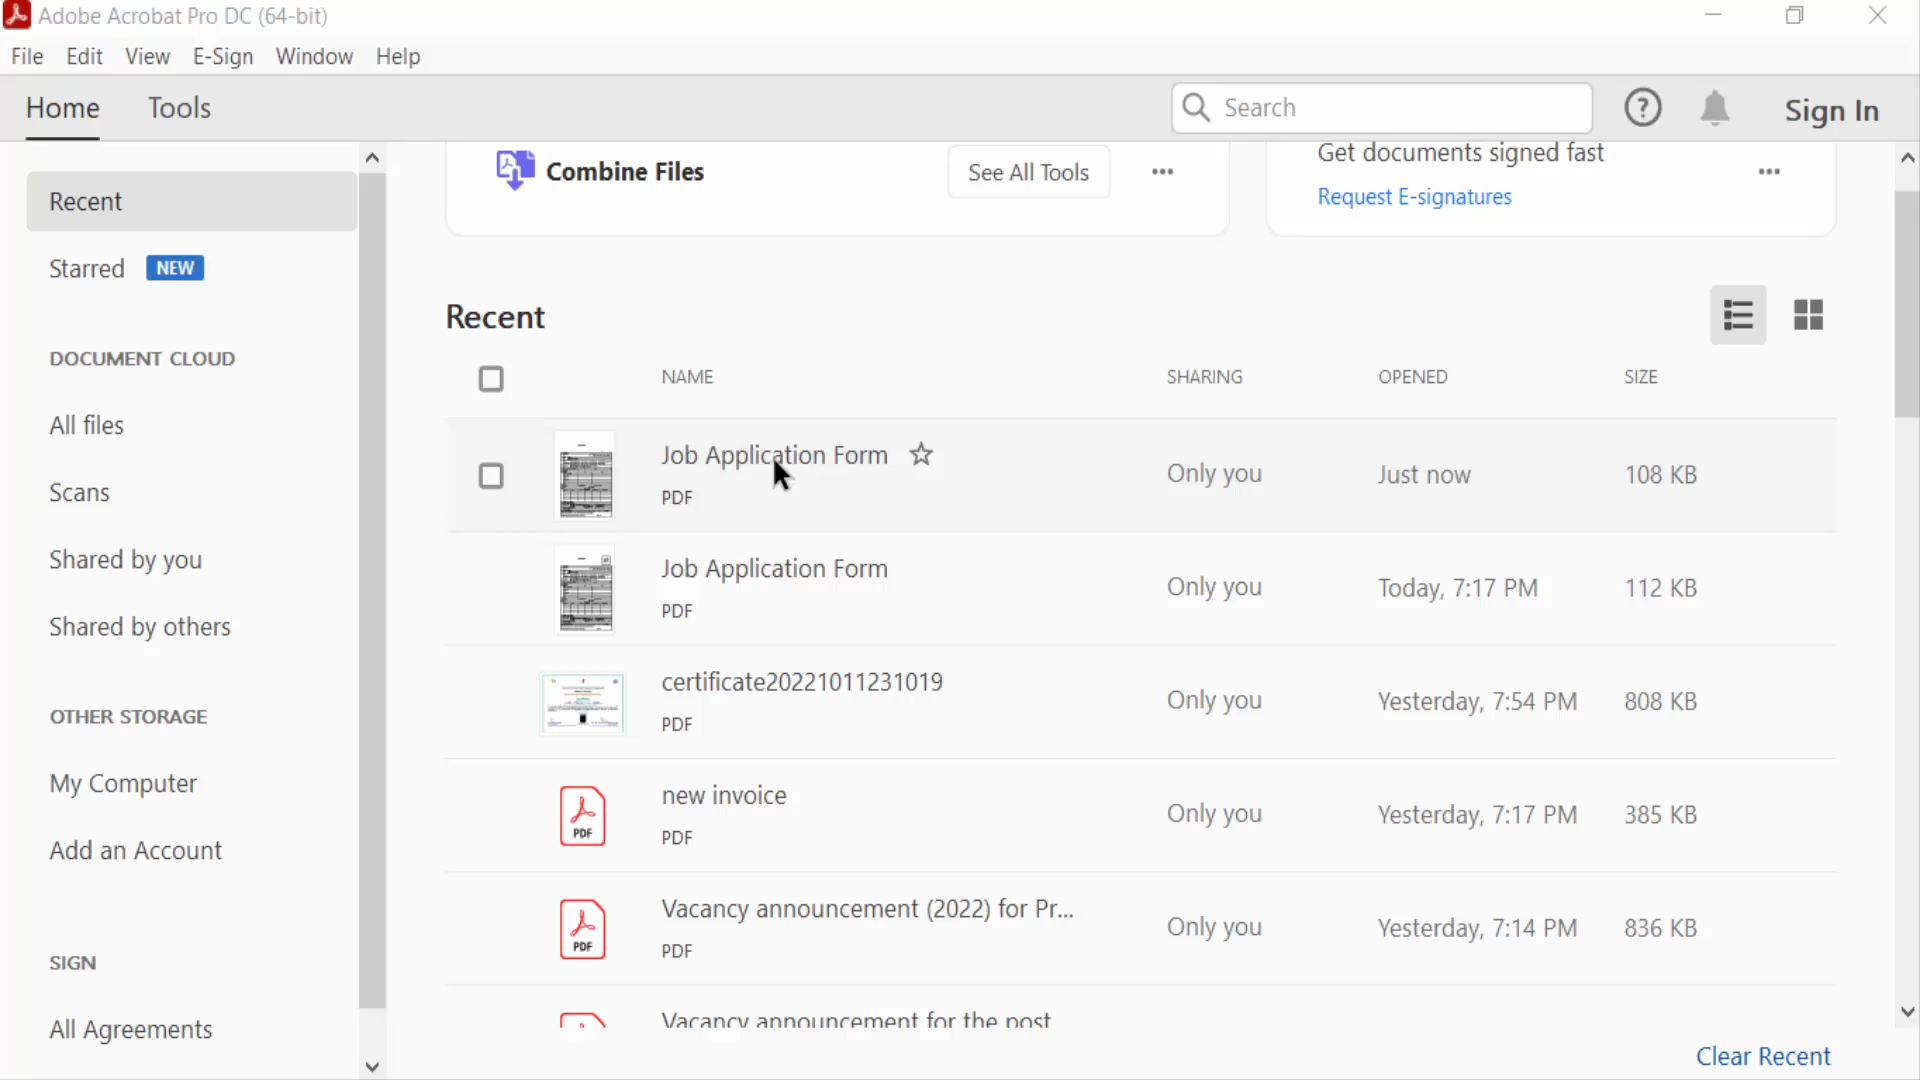 Adobe Acrobat Pro DC (64-bit)
File Edit View E-Sign Window Help
Home Tools Search Sign In
Recent
Starred NEW
DOCUMENT CLOUD
All files
Scans
Shared by you
Shared by others
OTHER STORAGE
My Computer
Add an Account
SIGN
All Agreements
Combine Files See All Tools
Get documents signed fast
Request E-signatures
Recent
NAME SHARING OPENED SIZE
Job Application Form Only you Just now 108 KB
PDF
Job Application Form Only you Today, 7:17 PM 112 KB
PDF
certificate20221011231019 Only you Yesterday, 7:54 PM 808 KB
PDF
new invoice Only you Yesterday, 7:17 PM 385 KB
PDF
PDF
Vacancy announcement (2022) for Pr... Only you Yesterday, 7:14 PM 836 KB
PDF
PDF
Vacancy announcement for the post
Clear Recent